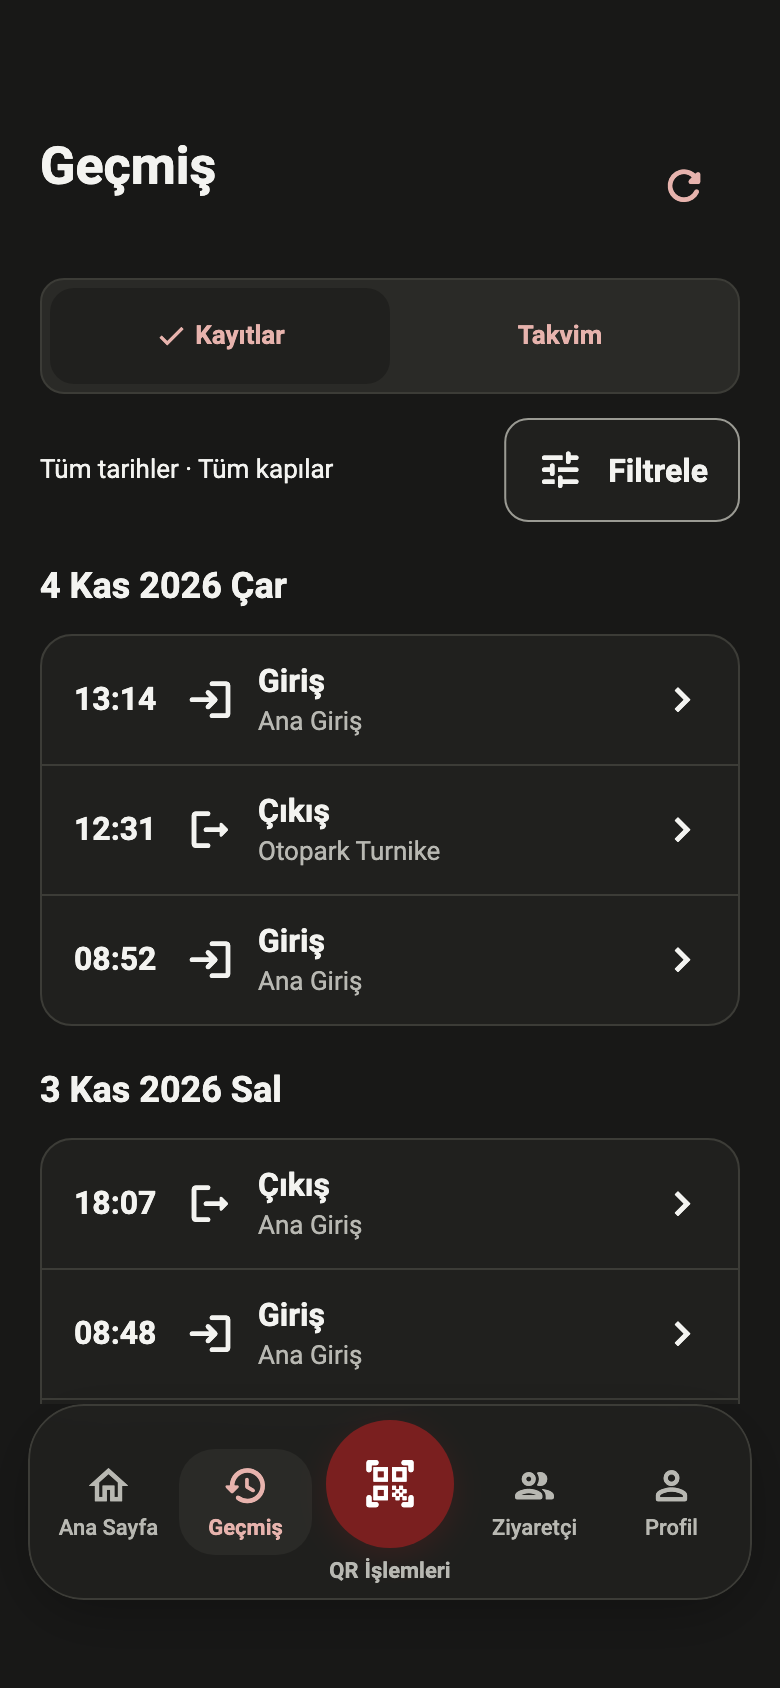 Geçmiş
Kayıtlar
Takvim
Tüm tarihler · Tüm kapılar
Filtrele
4 Kas 2026 Çar
13:14
Giriş
Ana Giriş
12:31
Çıkış
Otopark Turnike
08:52
Giriş
Ana Giriş
3 Kas 2026 Sal
18:07
Çıkış
Ana Giriş
08:48
Giriş
Ana Giriş
Ana Sayfa
Geçmiş
QR İşlemleri
Ziyaretçi
Profil